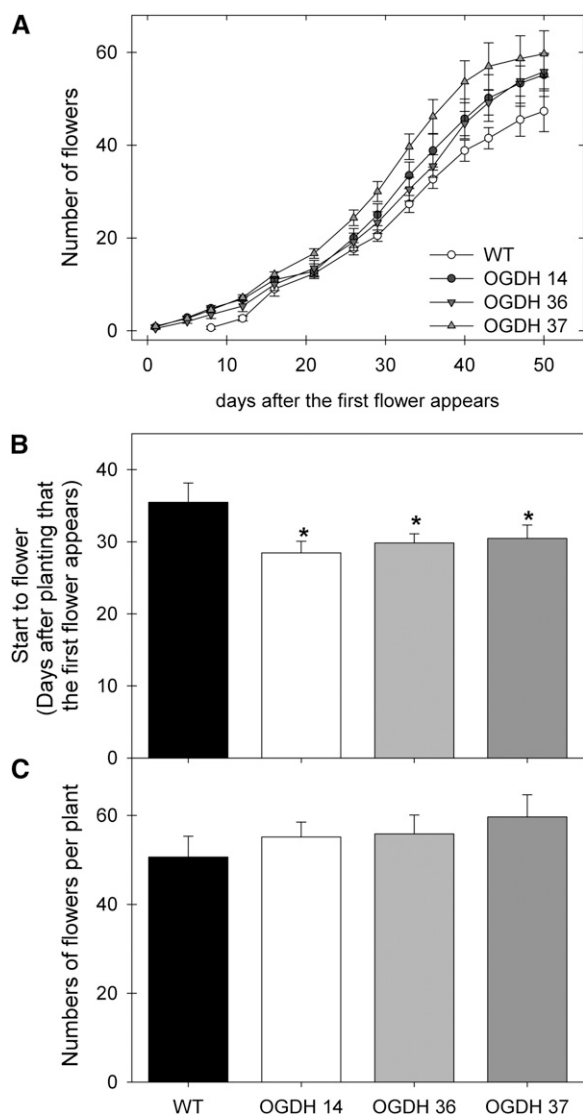 A
Number of flowers
60
40
20
0
WT
OGDH 14
OGDH 36
OGDH 37
0 10 20 30 40 50
days after the first flower appears
B
Start to flower
(Days after planting that
the first flower appears)
40
30
20
10
0
*
*
*
C
Numbers of flowers per plant
60
40
20
0
WT OGDH 14 OGDH 36 OGDH 37